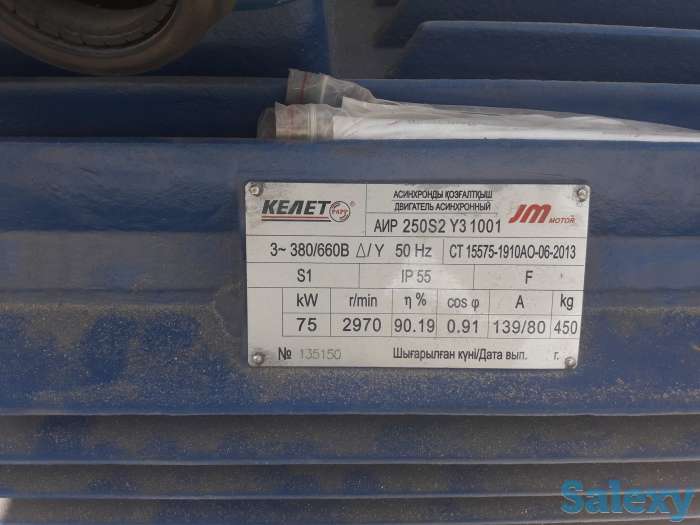 КЕЛЕТ
АСИНХРОНДЫ ҚОЗҒАЛТҚЫШ
ДВИГАТЕЛЬ АСИНХРОННЫЙ
АИР 250S2 У3 1001
JM MOTOR
3~ 380/660В △/Y 50 Hz СТ 15575-1910АО-06-2013
S1 IP 55 F
kW r/min η % cos φ A kg
75 2970 90.19 0.91 139/80 450
№ 135150 Шығарылған күні/Дата вып. г.
Salexy